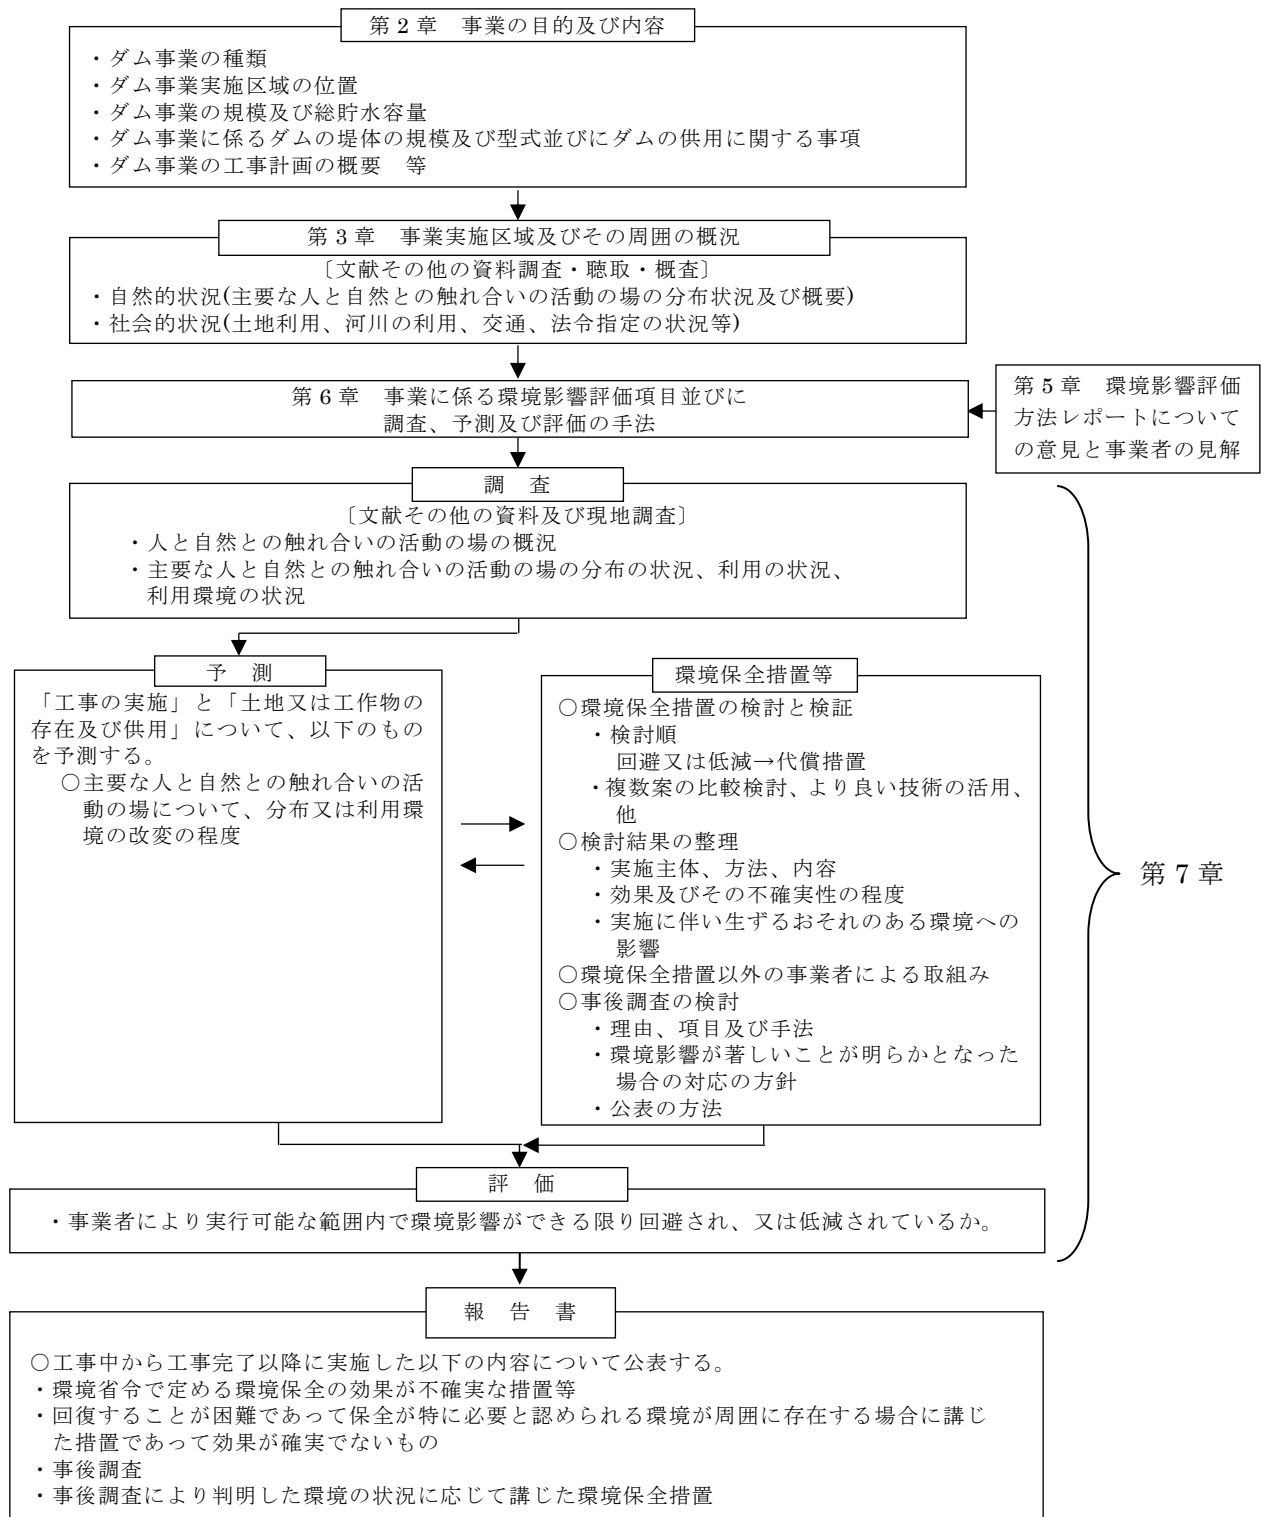 第2章　事業の目的及び内容
・ダム事業の種類
・ダム事業実施区域の位置
・ダム事業の規模及び総貯水容量
・ダム事業に係るダムの堤体の規模及び型式並びにダムの供用に関する事項
・ダム事業の工事計画の概要　等
第3章　事業実施区域及びその周囲の概況
〔文献その他の資料調査・聴取・概査〕
・自然的状況(主要な人と自然との触れ合いの活動の場の分布状況及び概要)
・社会的状況(土地利用、河川の利用、交通、法令指定の状況等)
第6章　事業に係る環境影響評価項目並びに
調査、予測及び評価の手法
第5章　環境影響評価
方法レポートについて
の意見と事業者の見解
調　査
〔文献その他の資料及び現地調査〕
・人と自然との触れ合いの活動の場の概況
・主要な人と自然との触れ合いの活動の場の分布の状況、利用の状況、
利用環境の状況
予　測
「工事の実施」と「土地又は工作物の
存在及び供用」について、以下のもの
を予測する。
○主要な人と自然との触れ合いの活
動の場について、分布又は利用環
境の改変の程度
環境保全措置等
○環境保全措置の検討と検証
・検討順
回避又は低減→代償措置
・複数案の比較検討、より良い技術の活用、
他
○検討結果の整理
・実施主体、方法、内容
・効果及びその不確実性の程度
・実施に伴い生ずるおそれのある環境への
影響
○環境保全措置以外の事業者による取組み
○事後調査の検討
・理由、項目及び手法
・環境影響が著しいことが明らかとなった
場合の対応の方針
・公表の方法
第7章
評　価
・事業者により実行可能な範囲内で環境影響ができる限り回避され、又は低減されているか。
報　告　書
○工事中から工事完了以降に実施した以下の内容について公表する。
・環境省令で定める環境保全の効果が不確実な措置等
・回復することが困難であって保全が特に必要と認められる環境が周囲に存在する場合に講じ
た措置であって効果が確実でないもの
・事後調査
・事後調査により判明した環境の状況に応じて講じた環境保全措置